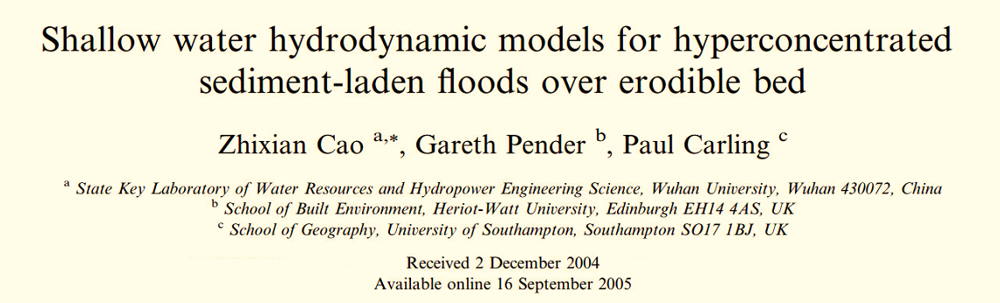 Shallow water hydrodynamic models for hyperconcentrated
sediment-laden floods over erodible bed
Zhixian Cao a,*, Gareth Pender b, Paul Carling c
a State Key Laboratory of Water Resources and Hydropower Engineering Science, Wuhan University, Wuhan 430072, China
b School of Built Environment, Heriot-Watt University, Edinburgh EH14 4AS, UK
c School of Geography, University of Southampton, Southampton SO17 1BJ, UK
Received 2 December 2004
Available online 16 September 2005